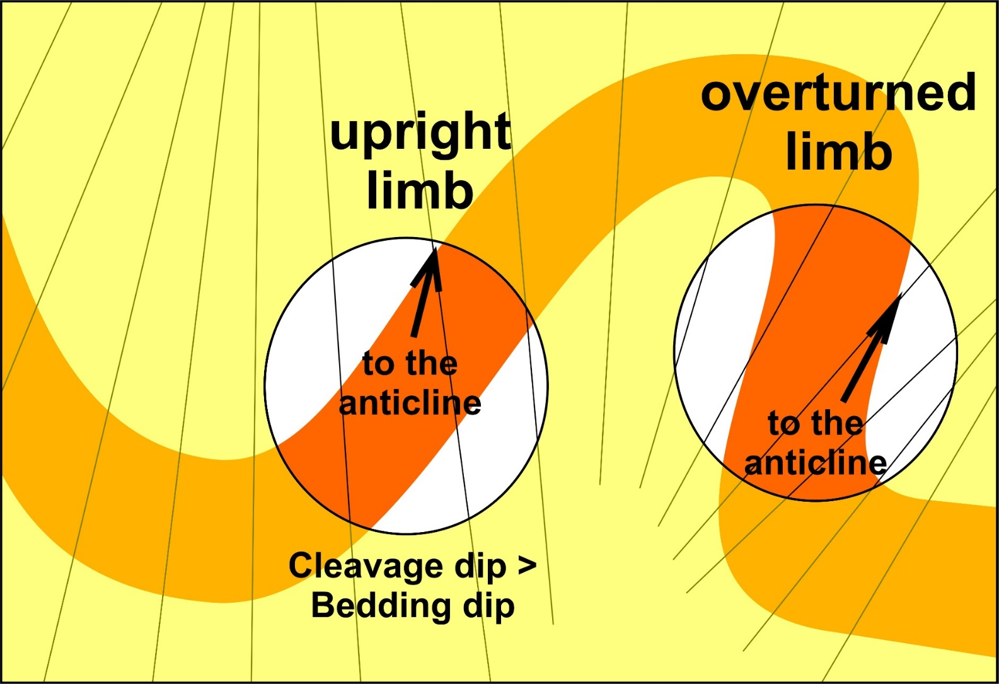 upright
limb
overturned
limb
to the
anticline
to the
anticline
Cleavage dip >
Bedding dip